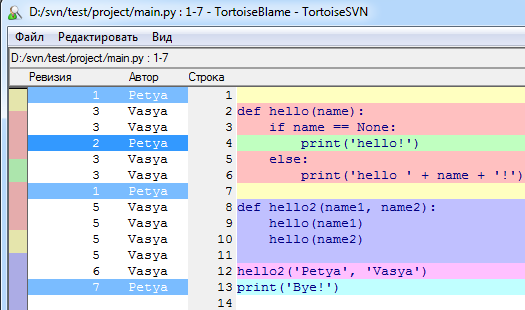 D:/svn/test/project/main.py : 1-7 - TortoiseBlame - TortoiseSVN
Файл Редактировать Вид
D:/svn/test/project/main.py : 1-7
Ревизия Автор Строка
1 Petya 1
3 Vasya 2 def hello(name):
3 Vasya 3 if name == None:
2 Petya 4 print('hello!')
3 Vasya 5 else:
3 Vasya 6 print('hello ' + name + '!')
1 Petya 7
5 Vasya 8 def hello2(name1, name2):
5 Vasya 9 hello(name1)
5 Vasya 10 hello(name2)
5 Vasya 11
6 Vasya 12 hello2('Petya', 'Vasya')
7 Petya 13 print('Bye!')
14